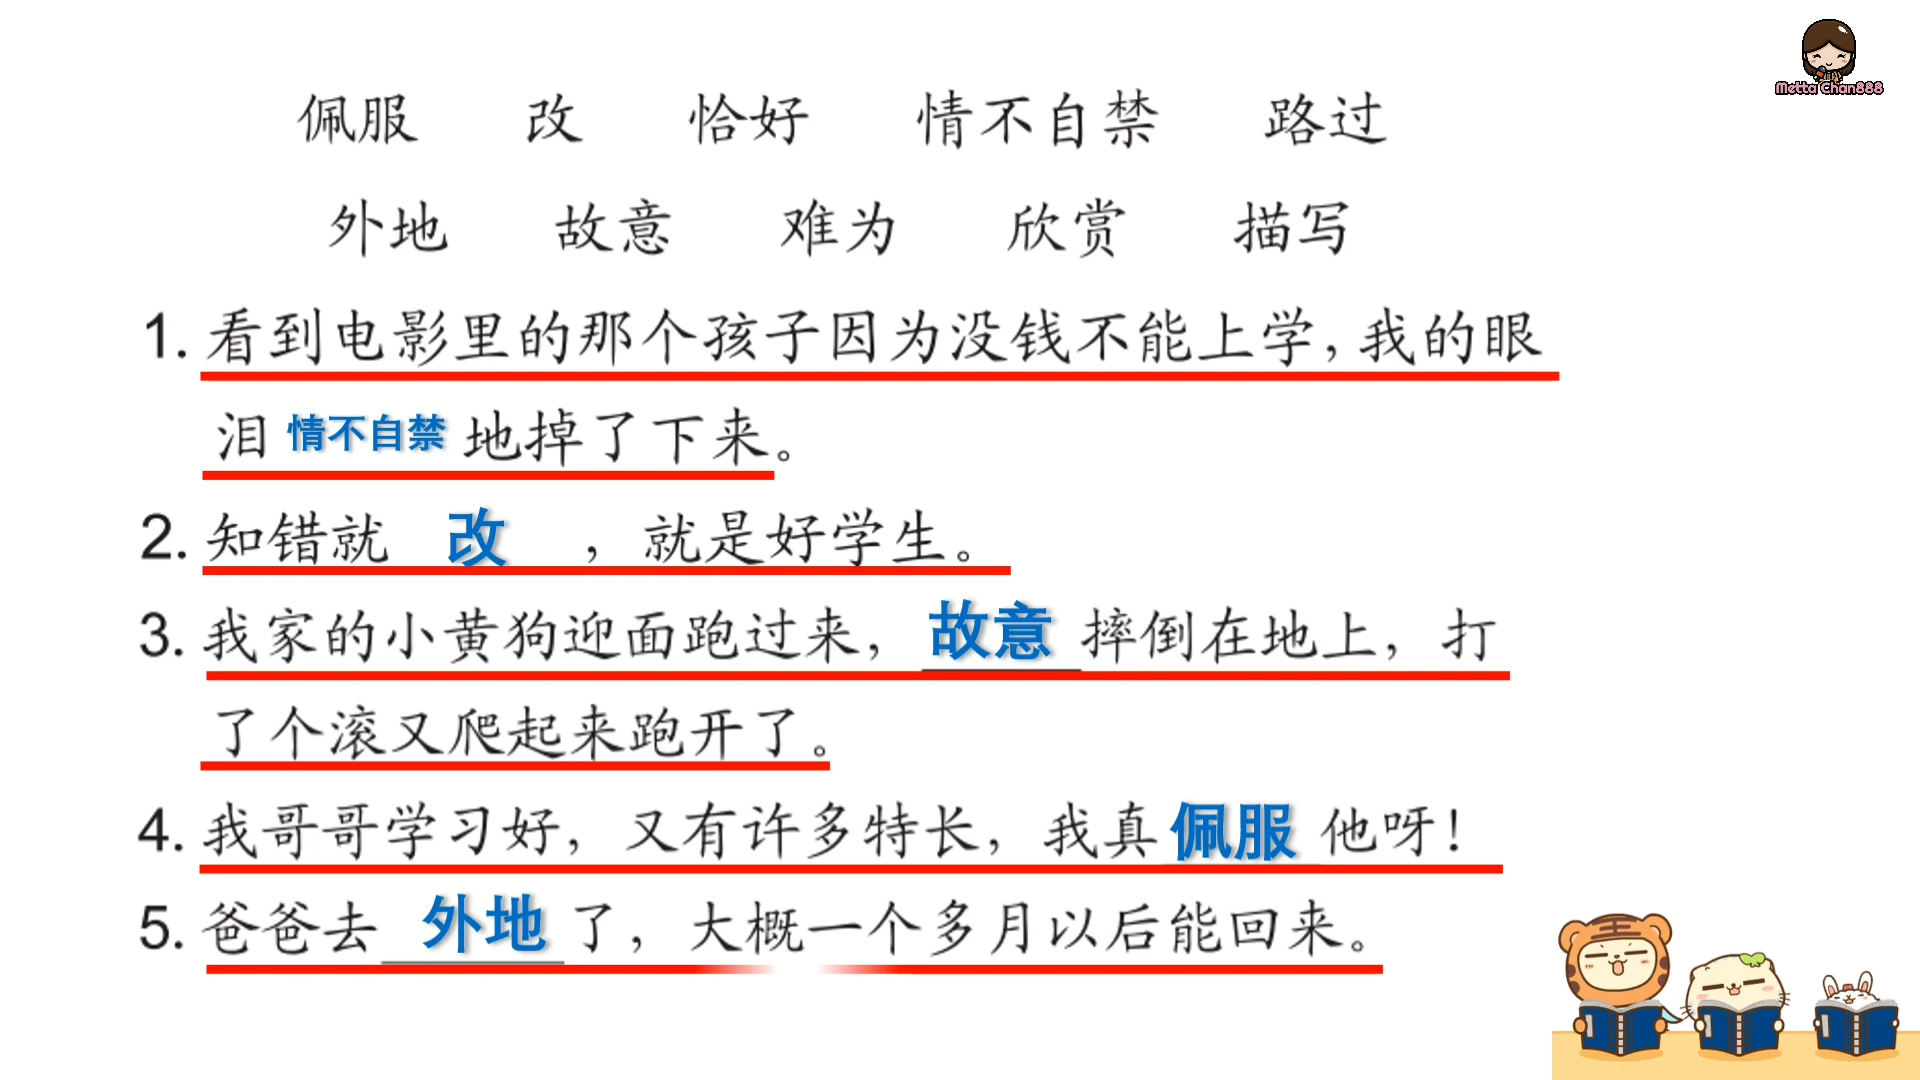 Metta Chan888
佩服 改 恰好 情不自禁 路过
外地 故意 难为 欣赏 描写
1. 看到电影里的那个孩子因为没钱不能上学，我的眼
泪 情不自禁 地掉了下来。
2. 知错就 改 ，就是好学生。
3. 我家的小黄狗迎面跑过来，故意摔倒在地上，打
了个滚又爬起来跑开了。
4. 我哥哥学习好，又有许多特长，我真 佩服 他呀！
5. 爸爸去 外地 了，大概一个多月以后能回来。
王